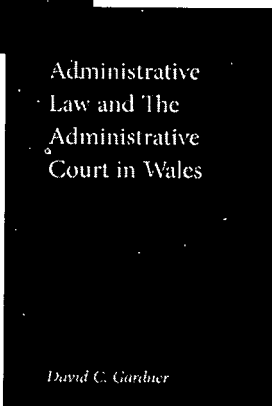 Administrative
Law and The
Administrative
Court in Wales
David C. Gardner